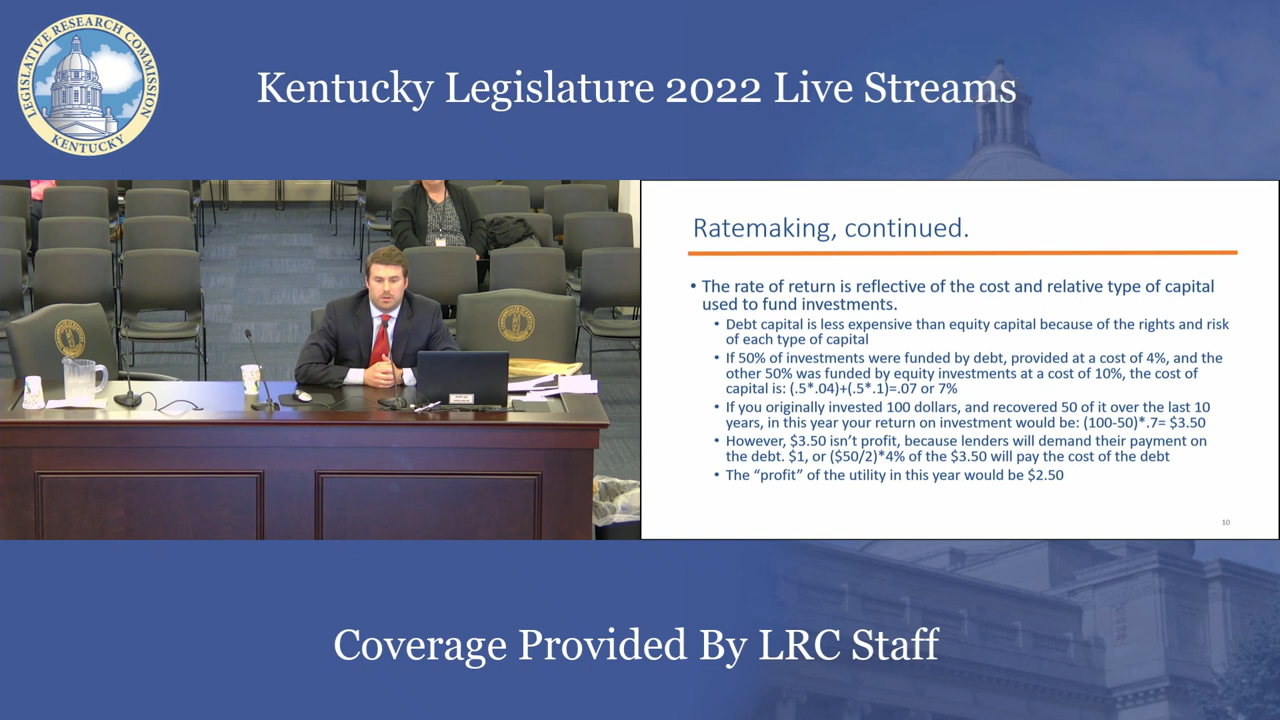 LEGISLATIVE RESEARCH COMMISSION
KENTUCKY
Kentucky Legislature 2022 Live Streams
Ratemaking, continued.
• The rate of return is reflective of the cost and relative type of capital
used to fund investments.
• Debt capital is less expensive than equity capital because of the rights and risk
of each type of capital
• If 50% of investments were funded by debt, provided at a cost of 4%, and the
other 50% was funded by equity investments at a cost of 10%, the cost of
capital is: (.5*.04)+(.5*.1)=.07 or 7%
• If you originally invested 100 dollars, and recovered 50 of it over the last 10
years, in this year your return on investment would be: (100-50)*.7= $3.50
• However, $3.50 isn’t profit, because lenders will demand their payment on
the debt. $1, or ($50/2)*4% of the $3.50 will pay the cost of the debt
• The “profit” of the utility in this year would be $2.50
10
Coverage Provided By LRC Staff